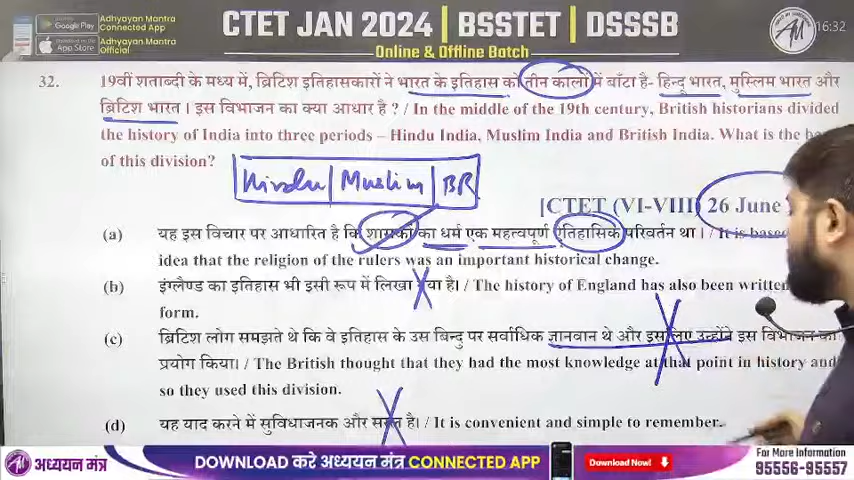 Google Play
App Store
Adhyayan Mantra
Connected App
Adhyayan Mantra
Official
CTET JAN 2024 | BSSTET | DSSSB
Online & Offline Batch
16:32
32. 19वीं शताब्दी के मध्य में, ब्रिटिश इतिहासकारों ने भारत के इतिहास को तीन कालों में बाँटा है- हिन्दू भारत, मुस्लिम भारत और
ब्रिटिश भारत। इस विभाजन का क्या आधार है ? / In the middle of the 19th century, British historians divided
the history of India into three periods – Hindu India, Muslim India and British India. What is the
of this division?
Hindu | Muslim | BR
[CTET (VI-VIII) 26 June
(a) यह इस विचार पर आधारित है कि शासकों का धर्म एक महत्वपूर्ण ऐतिहासिक परिवर्तन था। / It is based
idea that the religion of the rulers was an important historical change.
(b) इंग्लैण्ड का इतिहास भी इसी रूप में लिखा गया है। / The history of England has also been written
form.
(c) ब्रिटिश लोग समझते थे कि वे इतिहास के उस बिन्दु पर सर्वाधिक ज्ञानवान थे और इसलिए उन्होंने इस विभाजन का
प्रयोग किया। / The British thought that they had the most knowledge at that point in history and
so they used this division.
(d) यह याद करने में सुविधाजनक और सरल है। / It is convenient and simple to remember.
अध्ययन मंत्र
DOWNLOAD करे अध्ययन मंत्र CONNECTED APP
Download Now
For More Information
95556-95557